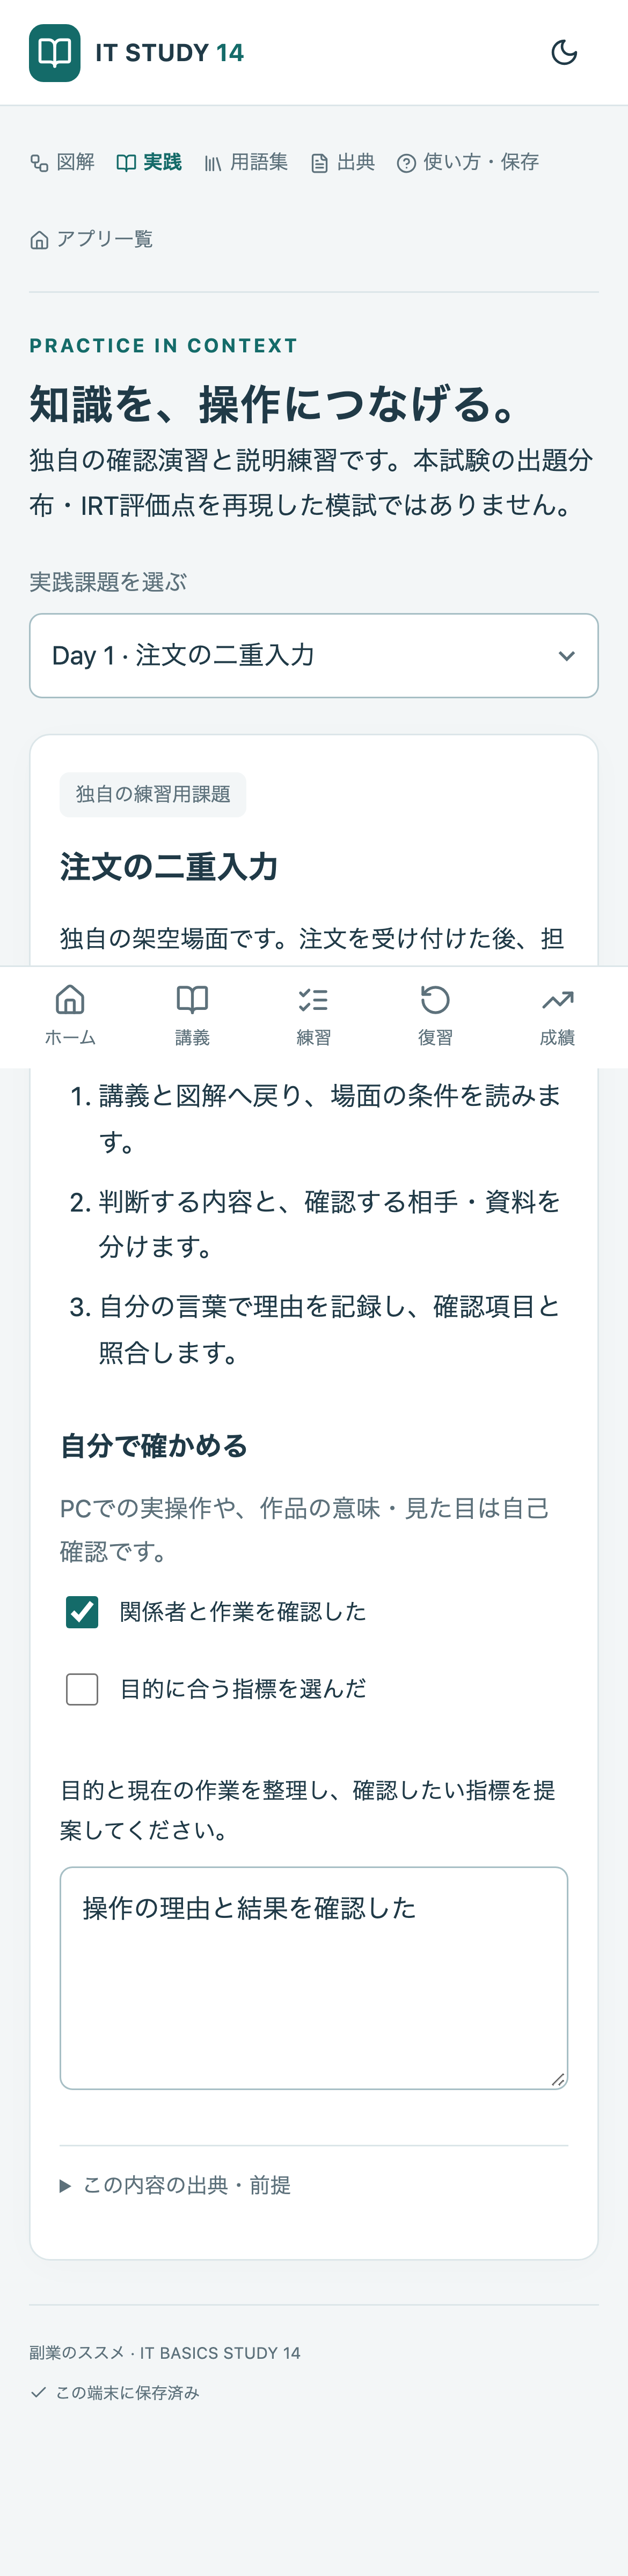 IT STUDY 14
図解 実践 用語集 出典 使い方・保存
アプリ一覧
PRACTICE IN CONTEXT
知識を、操作につなげる。
独自の確認演習と説明練習です。本試験の出題分
布・IRT評価点を再現した模試ではありません。
実践課題を選ぶ
Day 1 · 注文の二重入力
独自の練習用課題
注文の二重入力
独自の架空場面です。注文を受け付けた後、担
ホーム 講義 練習 復習 成績
1. 講義と図解へ戻り、場面の条件を読みま
す。
2. 判断する内容と、確認する相手・資料を
分けます。
3. 自分の言葉で理由を記録し、確認項目と
照合します。
自分で確かめる
PCでの実操作や、作品の意味・見た目は自己
確認です。
関係者と作業を確認した
目的に合う指標を選んだ
目的と現在の作業を整理し、確認したい指標を提
案してください。
操作の理由と結果を確認した
この内容の出典・前提
副業のススメ · IT BASICS STUDY 14
この端末に保存済み